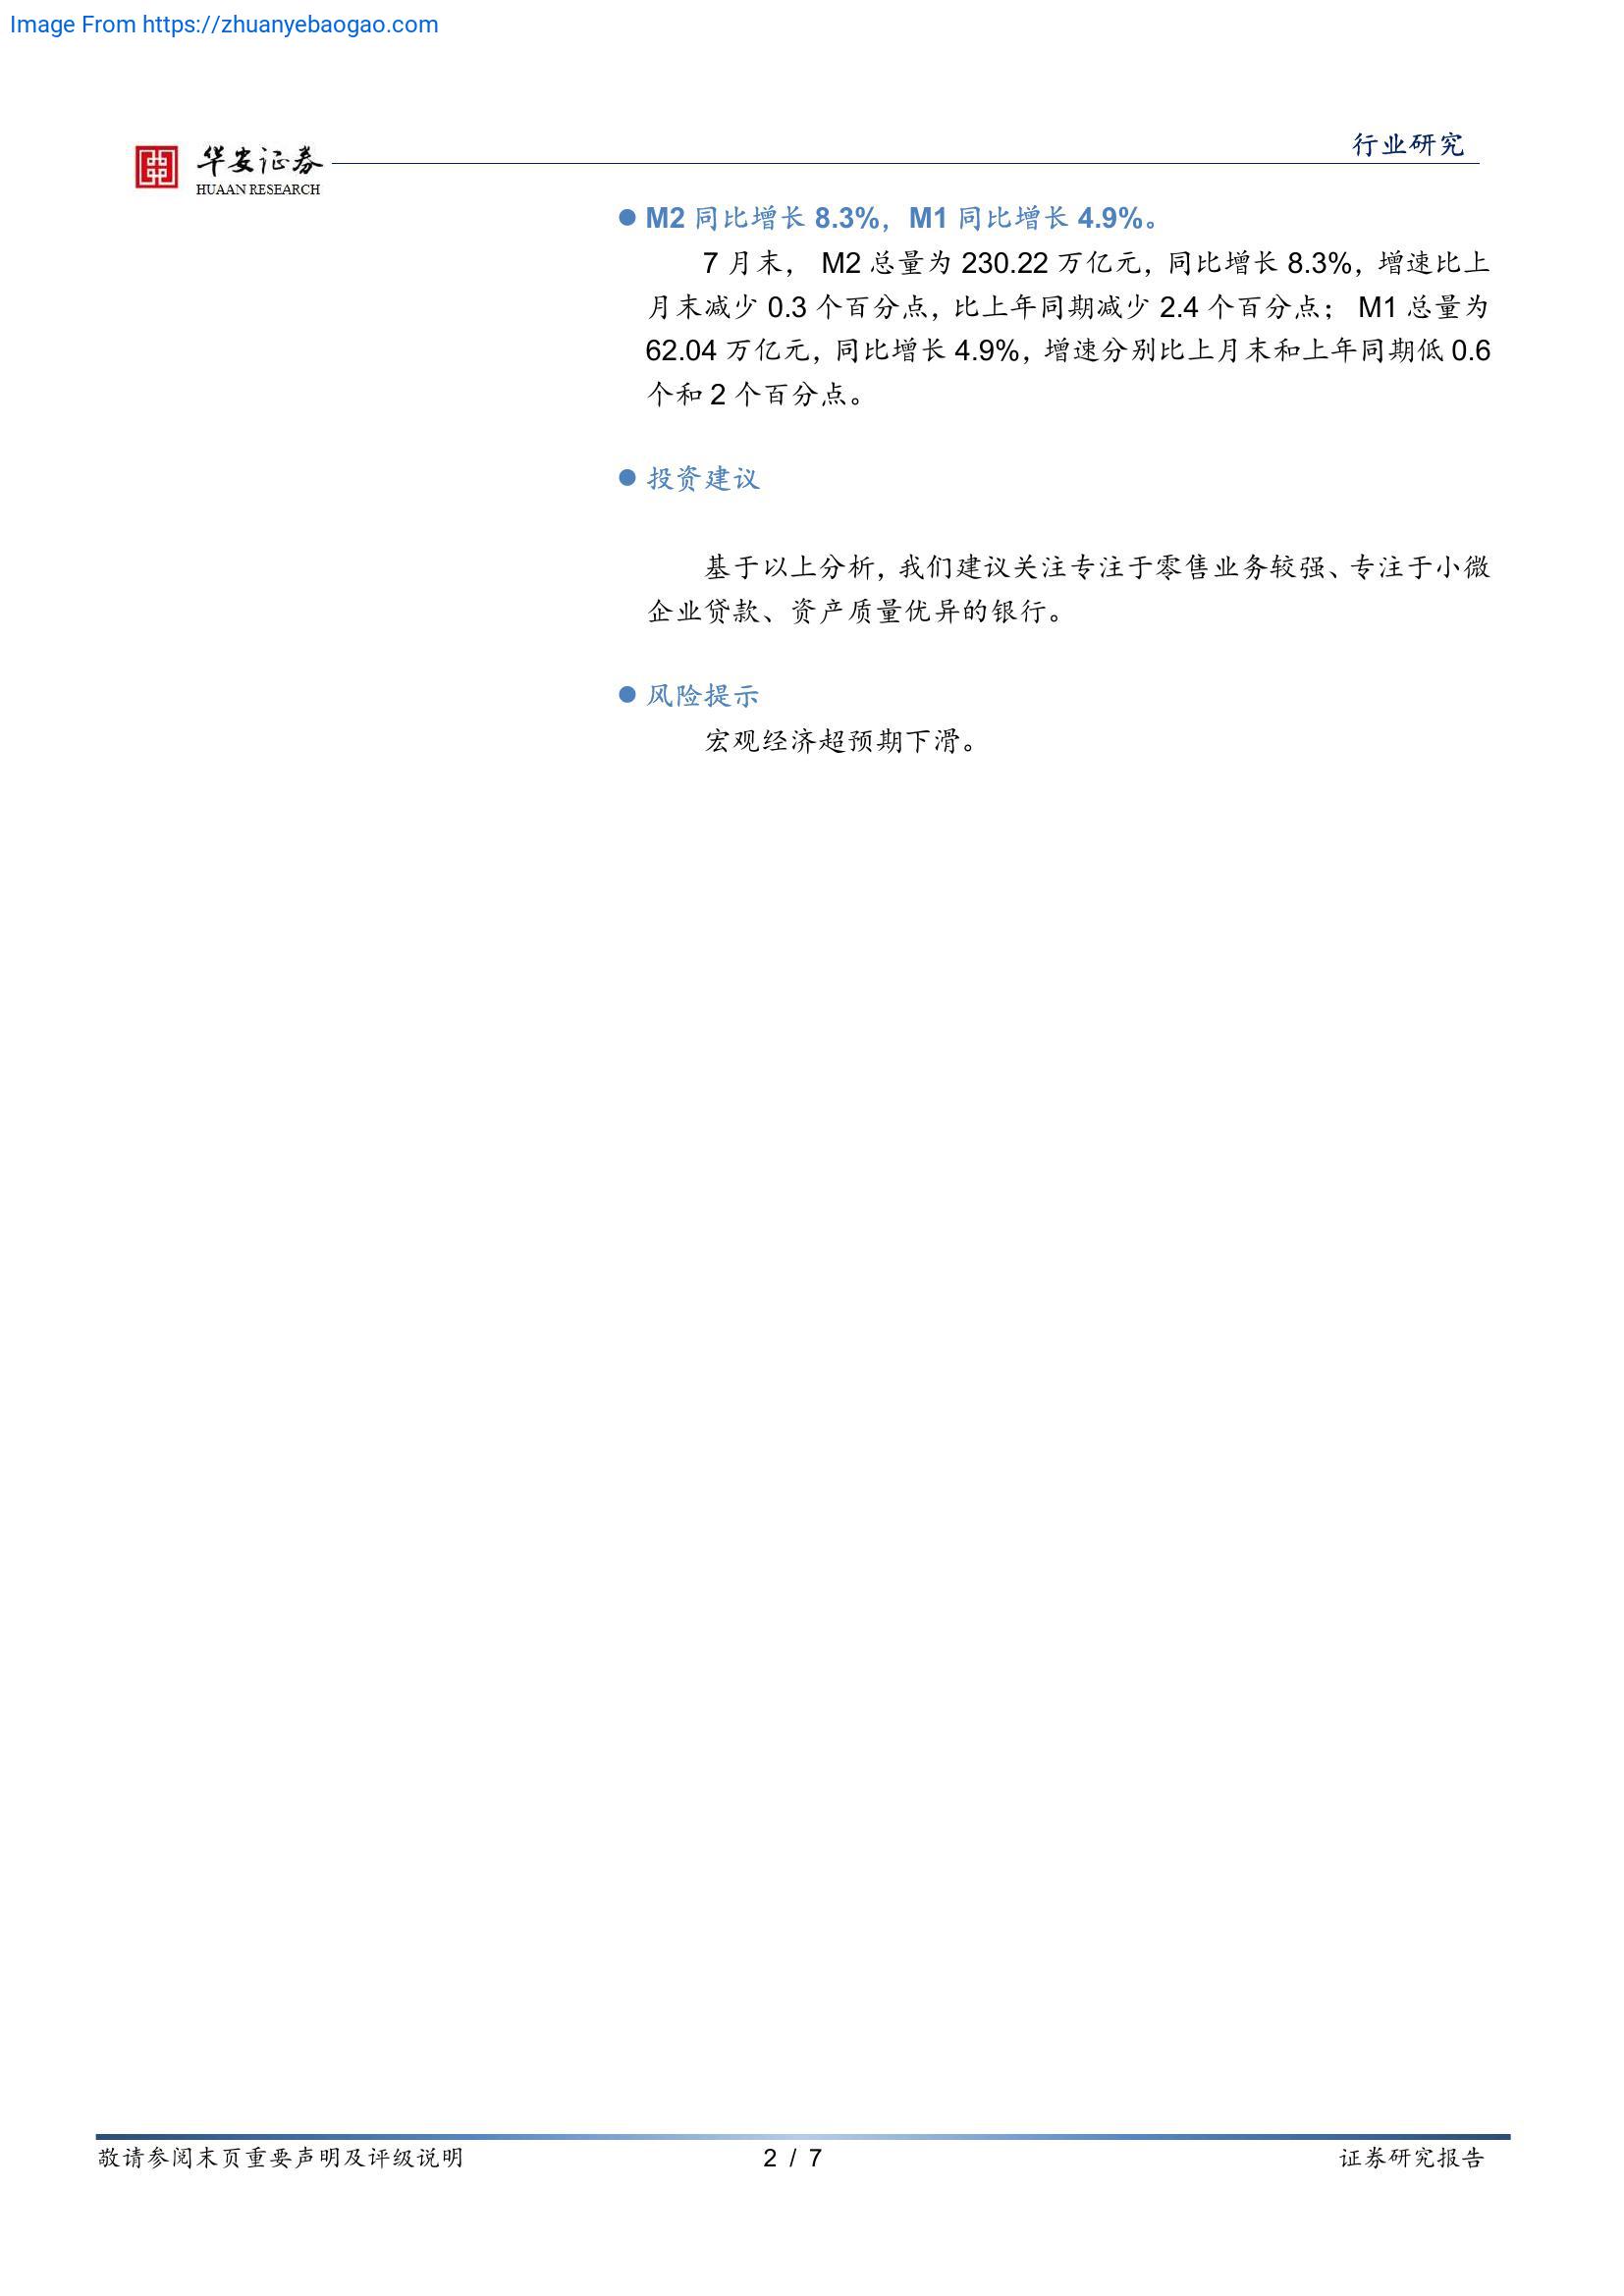 Image From https://zhuanyebaogao.com
华安证券
HUAAN RESEARCH
行业研究
M2 同比增长 8.3%，M1 同比增长 4.9%。
7 月末， M2 总量为 230.22 万亿元，同比增长 8.3%，增速比上
月末减少 0.3 个百分点，比上年同期减少 2.4 个百分点； M1 总量为
62.04 万亿元，同比增长 4.9%，增速分别比上月末和上年同期低 0.6
个和 2 个百分点。
投资建议
基于以上分析，我们建议关注专注于零售业务较强、专注于小微
企业贷款、资产质量优异的银行。
风险提示
宏观经济超预期下滑。
敬请参阅末页重要声明及评级说明
2 / 7
证券研究报告